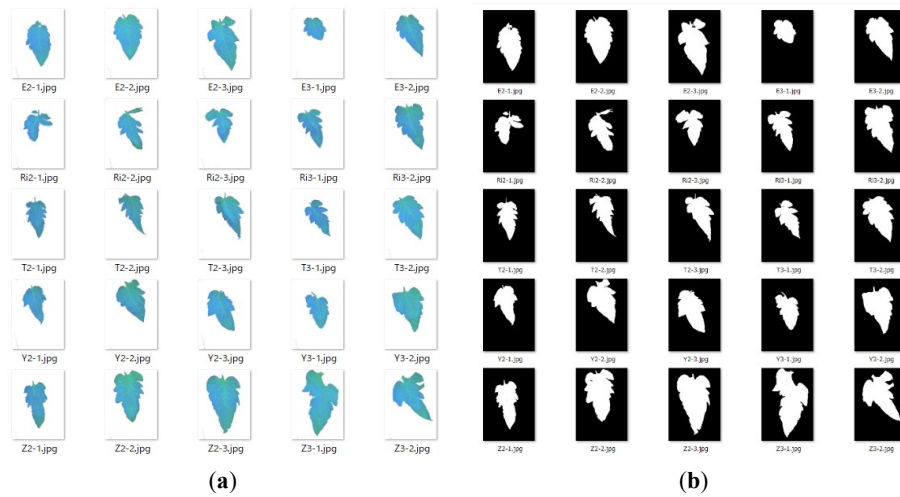 E2-1.jpg E2-2.jpg E2-3.jpg E3-1.jpg E3-2.jpg
Ri2-1.jpg Ri2-2.jpg Ri2-3.jpg Ri3-1.jpg Ri3-2.jpg
T2-1.jpg T2-2.jpg T2-3.jpg T3-1.jpg T3-2.jpg
Y2-1.jpg Y2-2.jpg Y2-3.jpg Y3-1.jpg Y3-2.jpg
Z2-1.jpg Z2-2.jpg Z2-3.jpg Z3-1.jpg Z3-2.jpg
(a)
E2-1.jpg E2-2.jpg E2-3.jpg E3-1.jpg E3-2.jpg
Ri2-1.jpg Ri2-2.jpg Ri2-3.jpg Ri3-1.jpg Ri3-2.jpg
T2-1.jpg T2-2.jpg T2-3.jpg T3-1.jpg T3-2.jpg
Y2-1.jpg Y2-2.jpg Y2-3.jpg Y3-1.jpg Y3-2.jpg
Z2-1.jpg Z2-2.jpg Z2-3.jpg Z3-1.jpg Z3-2.jpg
(b)